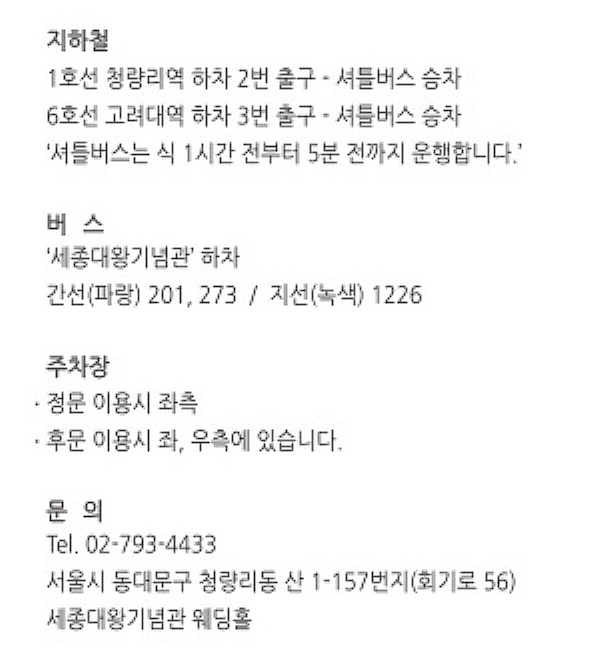 지하철
1호선 청량리역 하차 2번 출구 - 셔틀버스 승차
6호선 고려대역 하차 3번 출구 - 셔틀버스 승차
‘셔틀버스는 식 1시간 전부터 5분 전까지 운행합니다.’
버 스
‘세종대왕기념관’ 하차
간선(파랑) 201, 273 / 지선(녹색) 1226
주차장
· 정문 이용시 좌측
· 후문 이용시 좌, 우측에 있습니다.
문 의
Tel. 02-793-4433
서울시 동대문구 청량리동 산 1-157번지(회기로 56)
세종대왕기념관 웨딩홀